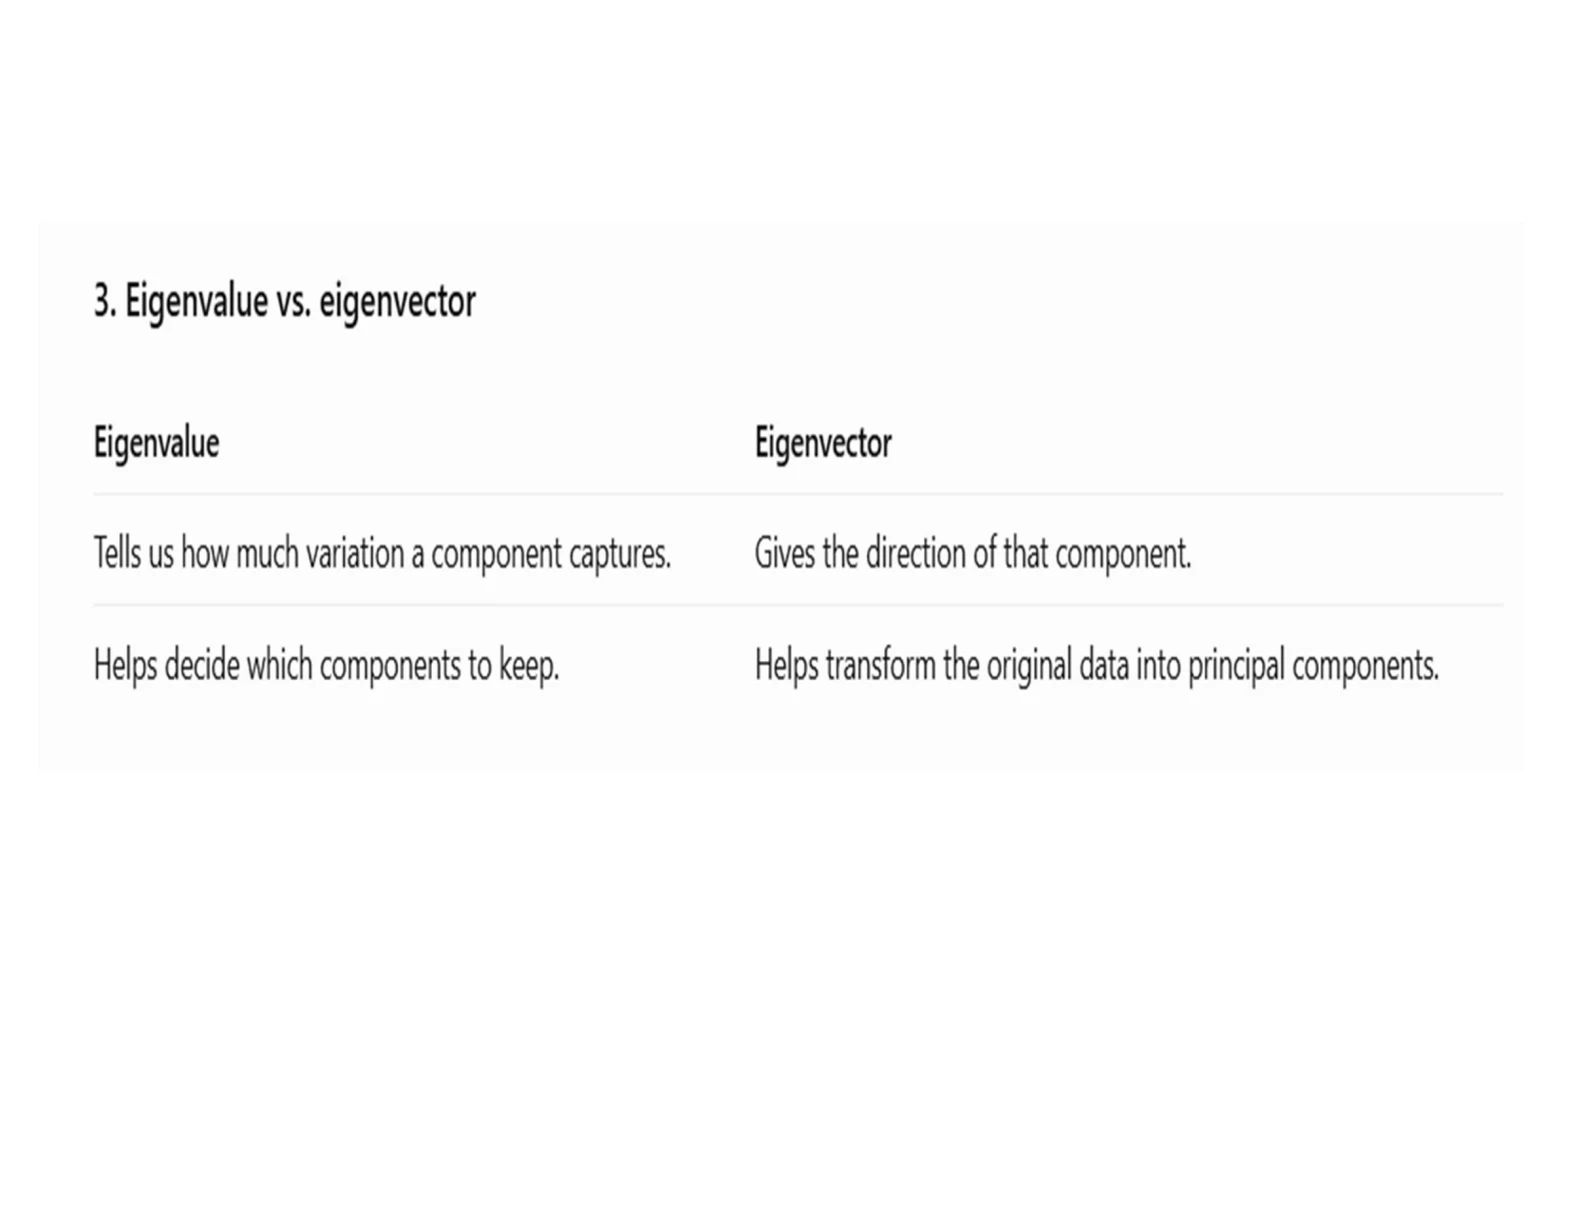 3. Eigenvalue vs. eigenvector
Eigenvalue Eigenvector
Tells us how much variation a component captures. Gives the direction of that component.
Helps decide which components to keep. Helps transform the original data into principal components.